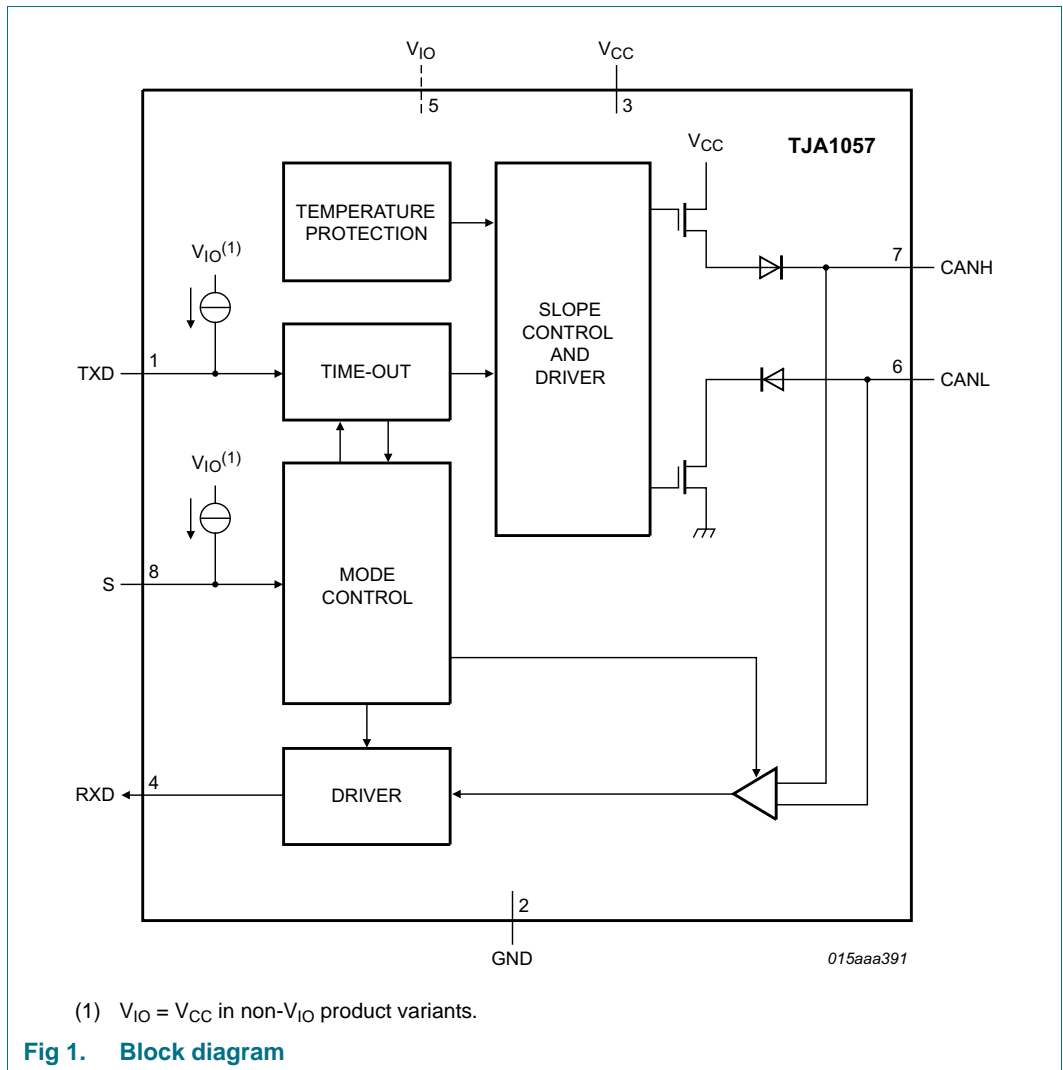 VIO
VCC
5
3
VCC
TJA1057
TEMPERATURE
PROTECTION
VIO(1)
7
CANH
SLOPE
CONTROL
AND
DRIVER
TXD
1
TIME-OUT
6
CANL
VIO(1)
S
8
MODE
CONTROL
RXD
4
DRIVER
2
GND
015aaa391
(1) VIO = VCC in non-VIO product variants.
Fig 1. Block diagram